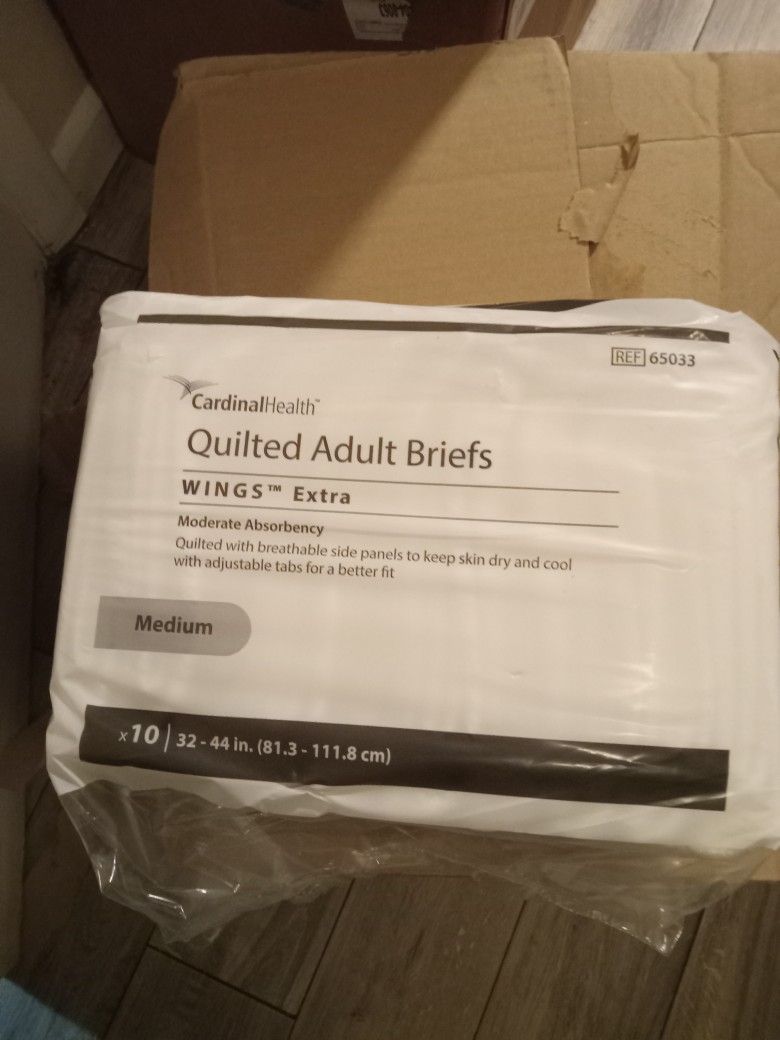 REF 65033
CardinalHealth™
Quilted Adult Briefs
WINGS™ Extra
Moderate Absorbency
Quilted with breathable side panels to keep skin dry and cool
with adjustable tabs for a better fit
Medium
x10 | 32 - 44 in. (81.3 - 111.8 cm)